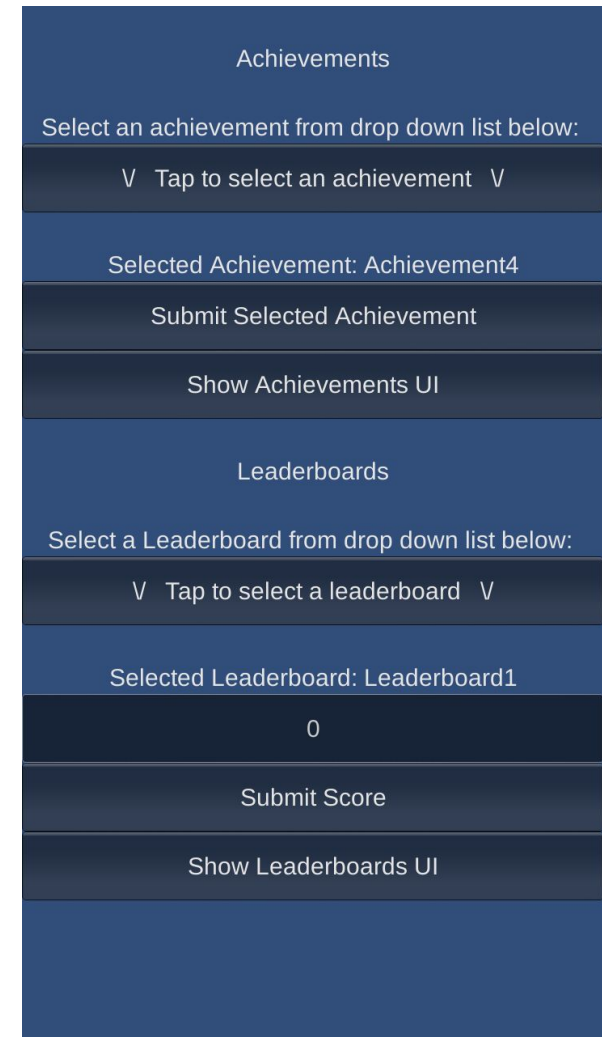 Achievements
Select an achievement from drop down list below:
\/ Tap to select an achievement \/
Selected Achievement: Achievement4
Submit Selected Achievement
Show Achievements UI
Leaderboards
Select a Leaderboard from drop down list below:
\/ Tap to select a leaderboard \/
Selected Leaderboard: Leaderboard1
0
Submit Score
Show Leaderboards UI